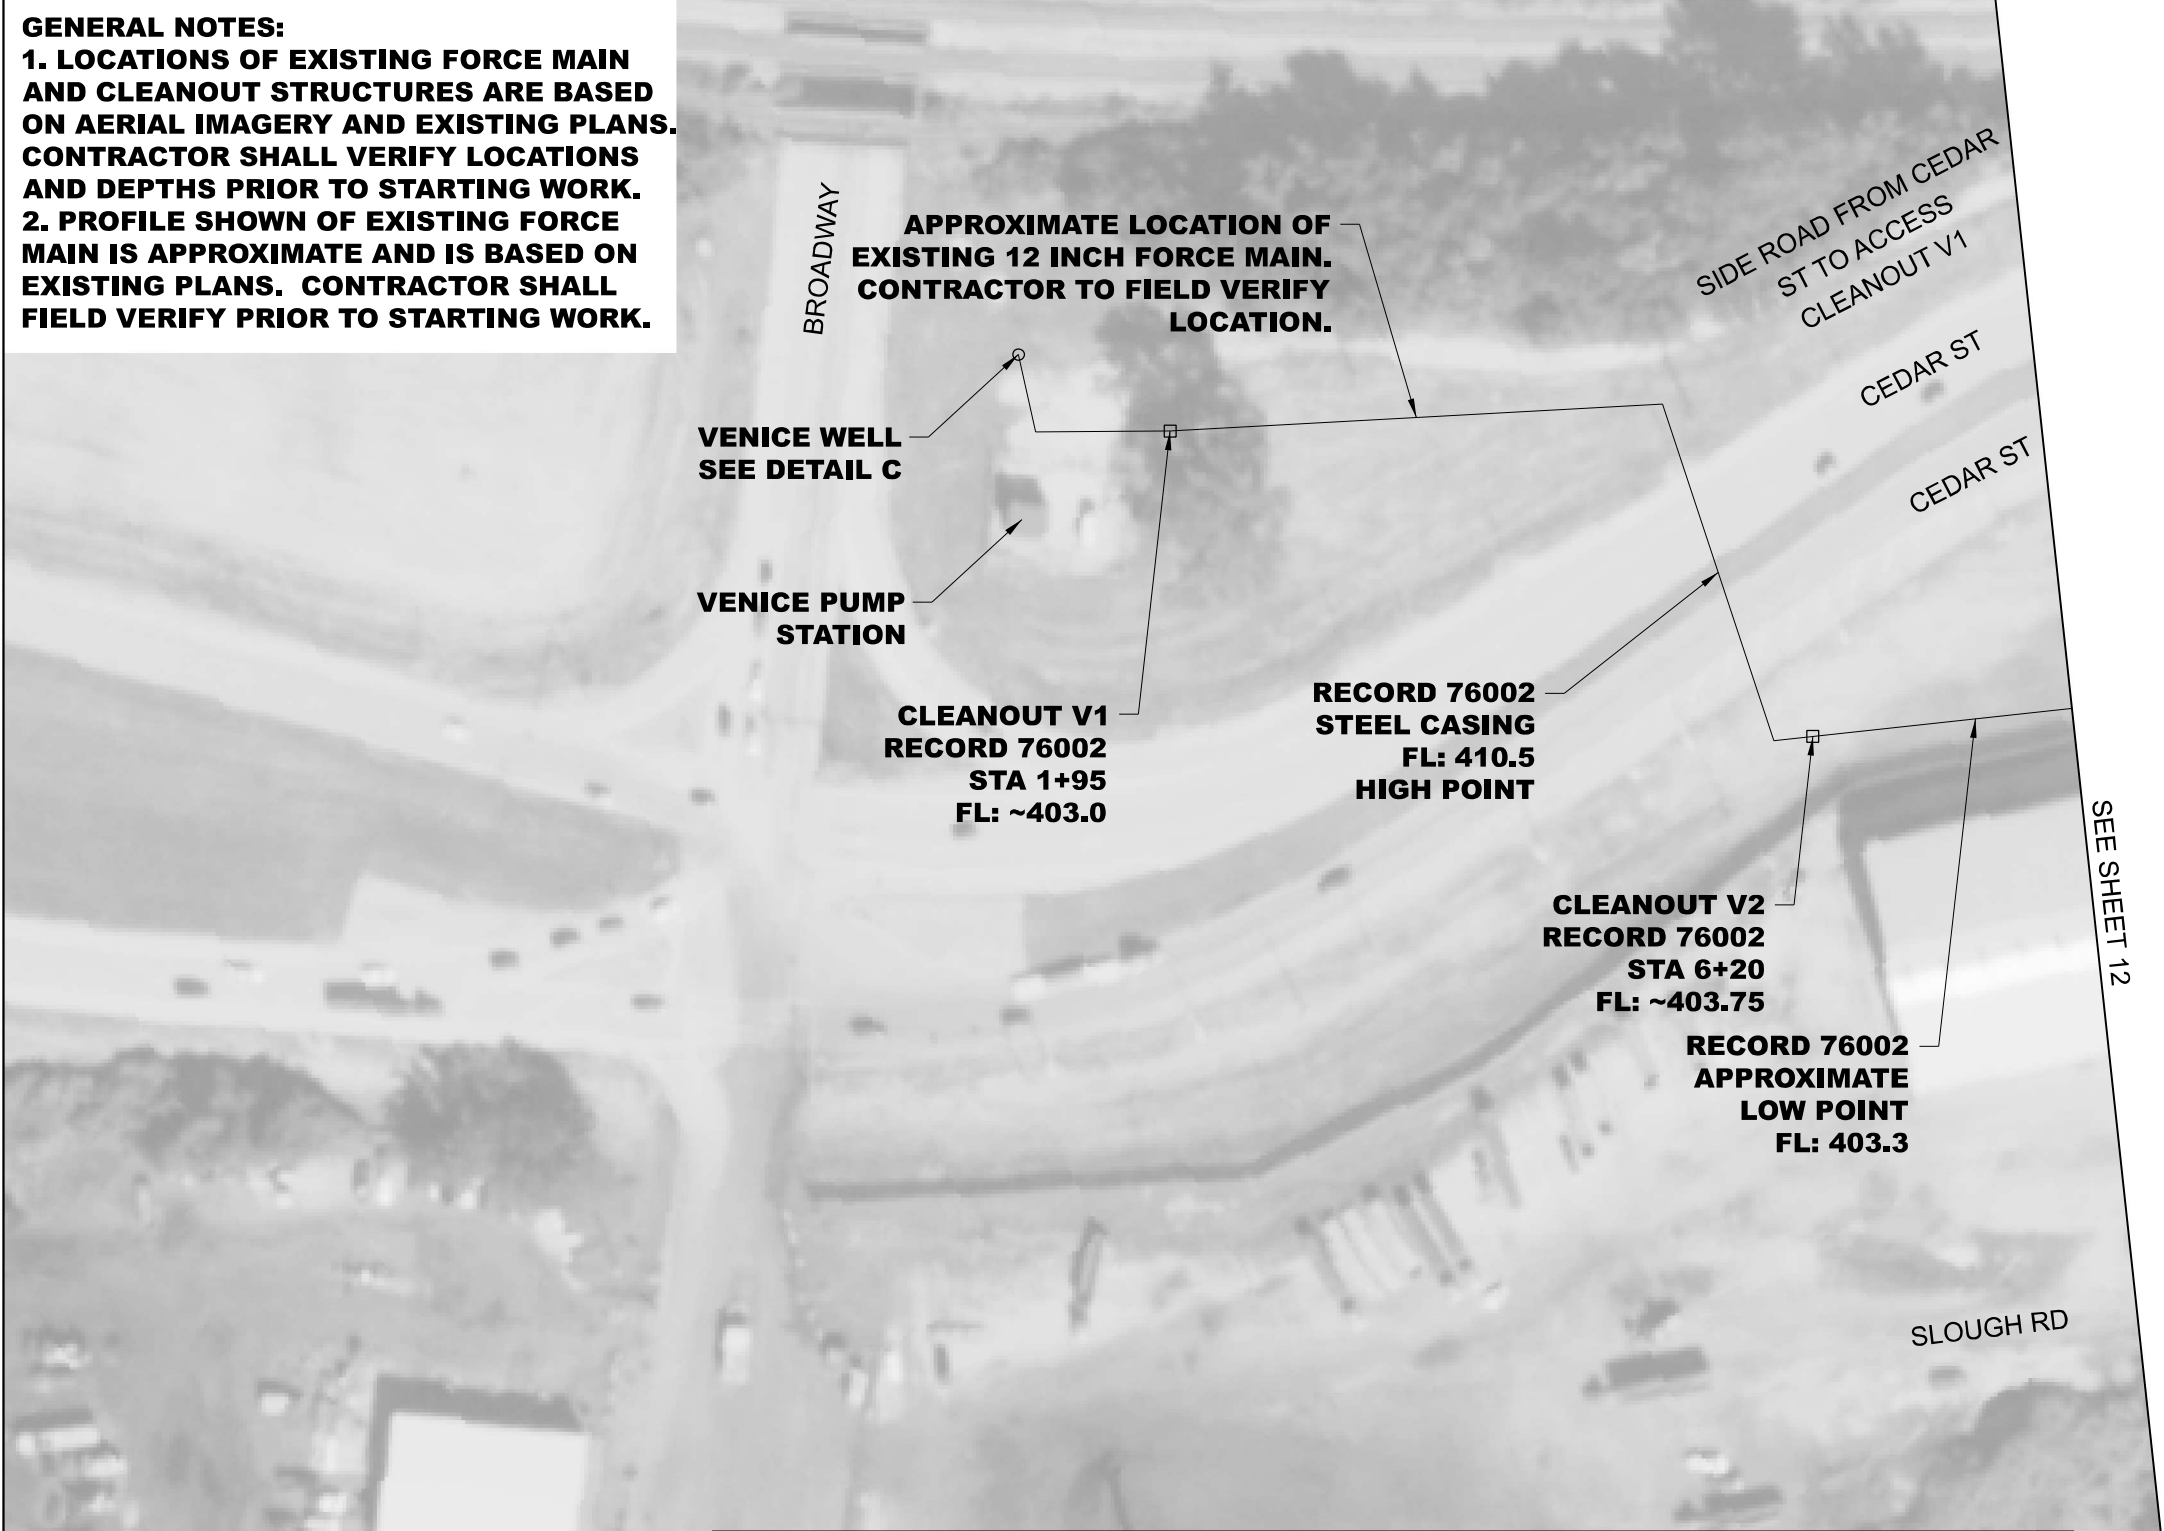 GENERAL NOTES:
1. LOCATIONS OF EXISTING FORCE MAIN
AND CLEANOUT STRUCTURES ARE BASED
ON AERIAL IMAGERY AND EXISTING PLANS.
CONTRACTOR SHALL VERIFY LOCATIONS
AND DEPTHS PRIOR TO STARTING WORK.
2. PROFILE SHOWN OF EXISTING FORCE
MAIN IS APPROXIMATE AND IS BASED ON
EXISTING PLANS. CONTRACTOR SHALL
FIELD VERIFY PRIOR TO STARTING WORK.
BROADWAY
APPROXIMATE LOCATION OF
EXISTING 12 INCH FORCE MAIN.
CONTRACTOR TO FIELD VERIFY
LOCATION.
SIDE ROAD FROM CEDAR
ST TO ACCESS
CLEANOUT V1
CEDAR ST
CEDAR ST
VENICE WELL
SEE DETAIL C
VENICE PUMP
STATION
CLEANOUT V1
RECORD 76002
STA 1+95
FL: ~403.0
RECORD 76002
STEEL CASING
FL: 410.5
HIGH POINT
CLEANOUT V2
RECORD 76002
STA 6+20
FL: ~403.75
RECORD 76002
APPROXIMATE
LOW POINT
FL: 403.3
SEE SHEET 12
SLOUGH RD